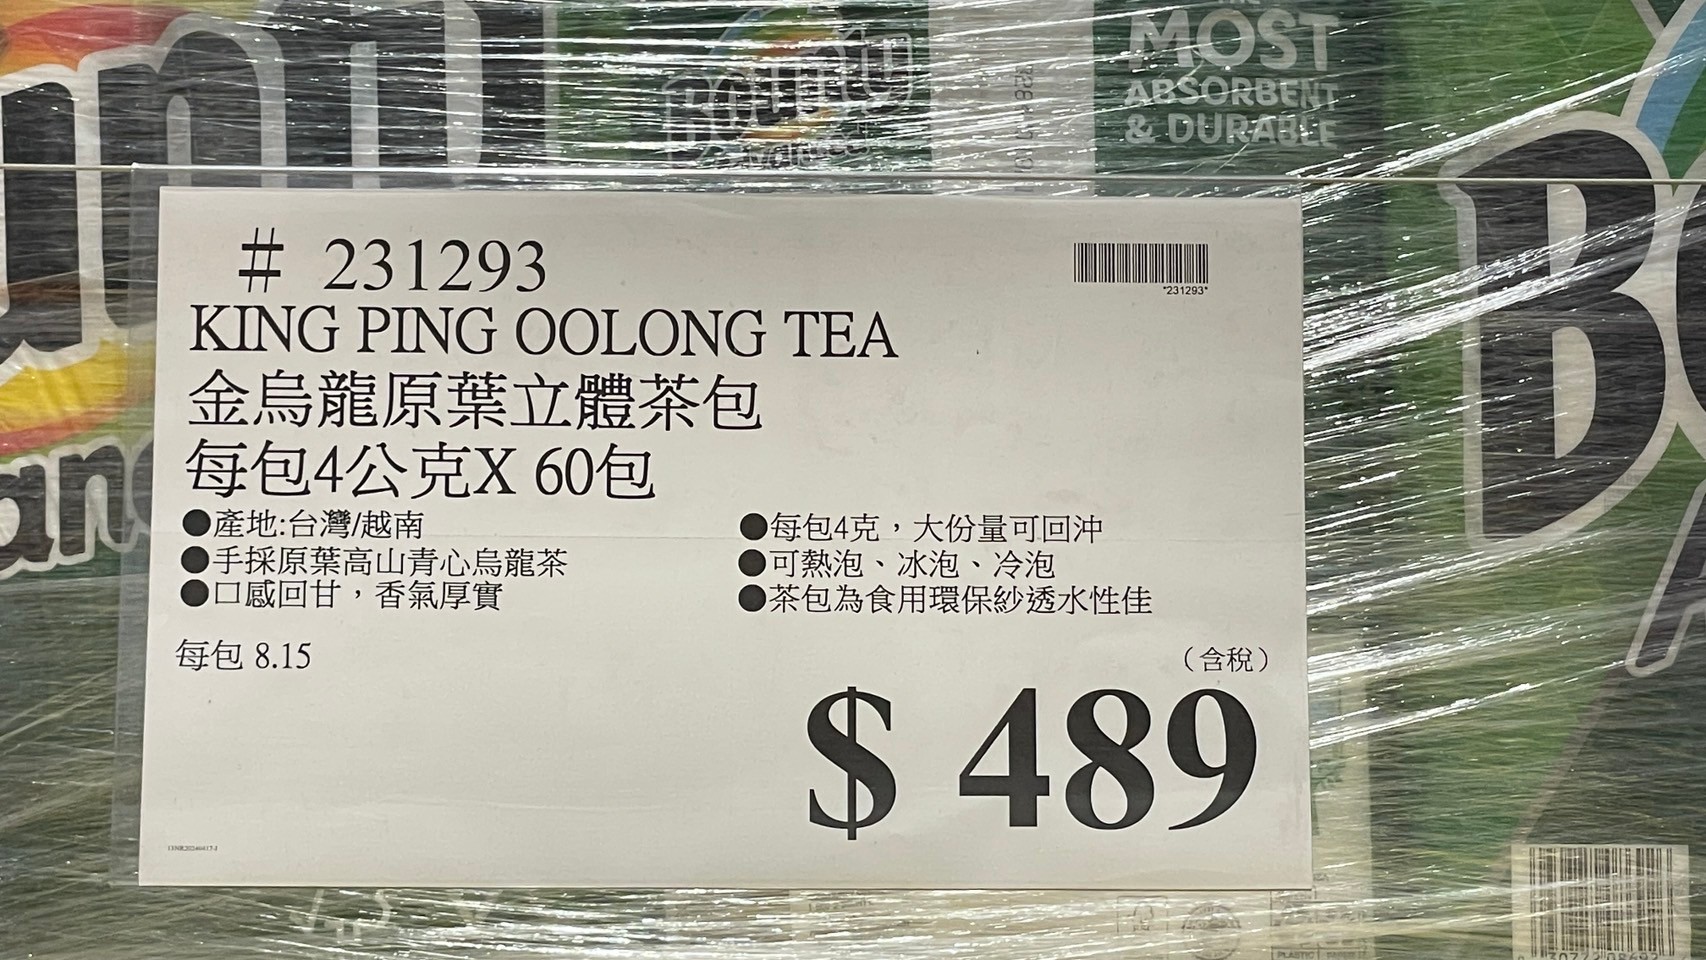 MOST
ABSORBENT
& DURABLE
Bounty
# 231293
*231293*
KING PING OOLONG TEA
金烏龍原葉立體茶包
每包4公克X 60包
●產地:台灣/越南
●手採原葉高山青心烏龍茶
●口感回甘，香氣厚實
●每包4克，大份量可回沖
●可熱泡、冰泡、冷泡
●茶包為食用環保紗透水性佳
每包 8.15
（含稅）
$ 489